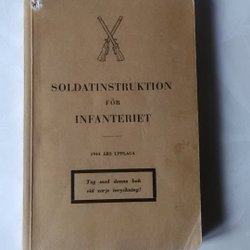 SOLDATINSTRUKTION
FÖR
INFANTERIET
1944 ÅRS UPPLAGA
Tag med denna bok
vid varje inryckning!